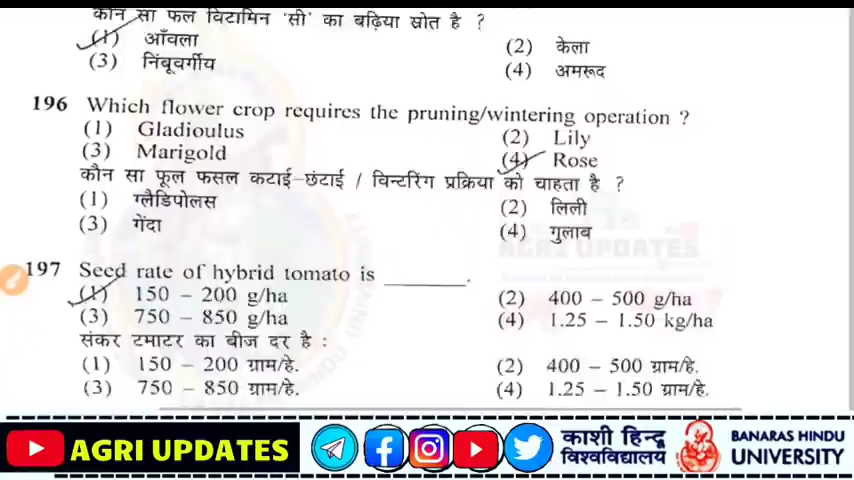 कौन सा फल विटामिन 'सी' का बढ़िया स्रोत है ?
(1) आँवला (2) केला
(3) निंबूवर्गीय (4) अमरूद
196 Which flower crop requires the pruning/wintering operation ?
(1) Gladioulus (2) Lily
(3) Marigold (4) Rose
कौन सा फूल फसल कटाई-छंटाई / विन्टरिंग प्रक्रिया को चाहता है ?
(1) ग्लैडिपोलस (2) लिली
(3) गेंदा (4) गुलाब
AGRI UPDATES
197 Seed rate of hybrid tomato is ________.
(1) 150 – 200 g/ha (2) 400 – 500 g/ha
(3) 750 – 850 g/ha (4) 1.25 – 1.50 kg/ha
संकर टमाटर का बीज दर है :
(1) 150 – 200 ग्राम/हे. (2) 400 – 500 ग्राम/हे.
(3) 750 – 850 ग्राम/हे. (4) 1.25 – 1.50 ग्राम/हे.
AGRI UPDATES
काशी हिन्दू विश्वविद्यालय
BANARAS HINDU UNIVERSITY